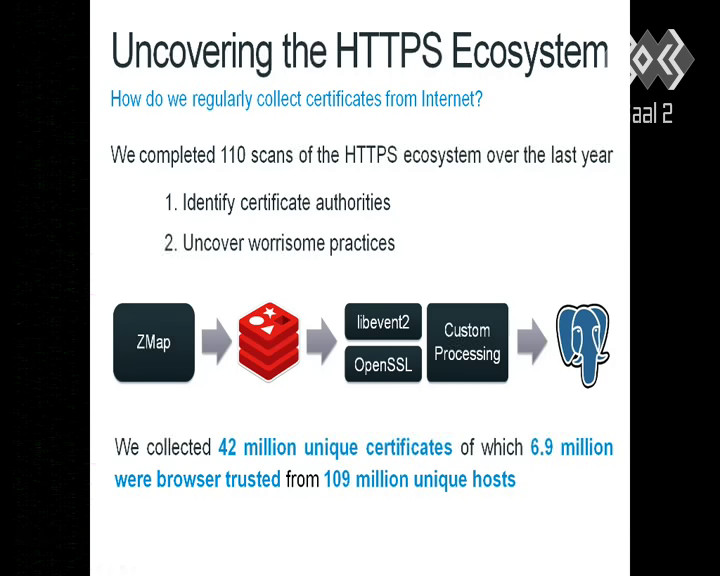 Uncovering the HTTPS Ecosystem
How do we regularly collect certificates from Internet?
aal 2
We completed 110 scans of the HTTPS ecosystem over the last year
1. Identify certificate authorities
2. Uncover worrisome practices
ZMap
libevent2
OpenSSL
Custom
Processing
We collected 42 million unique certificates of which 6.9 million
were browser trusted from 109 million unique hosts